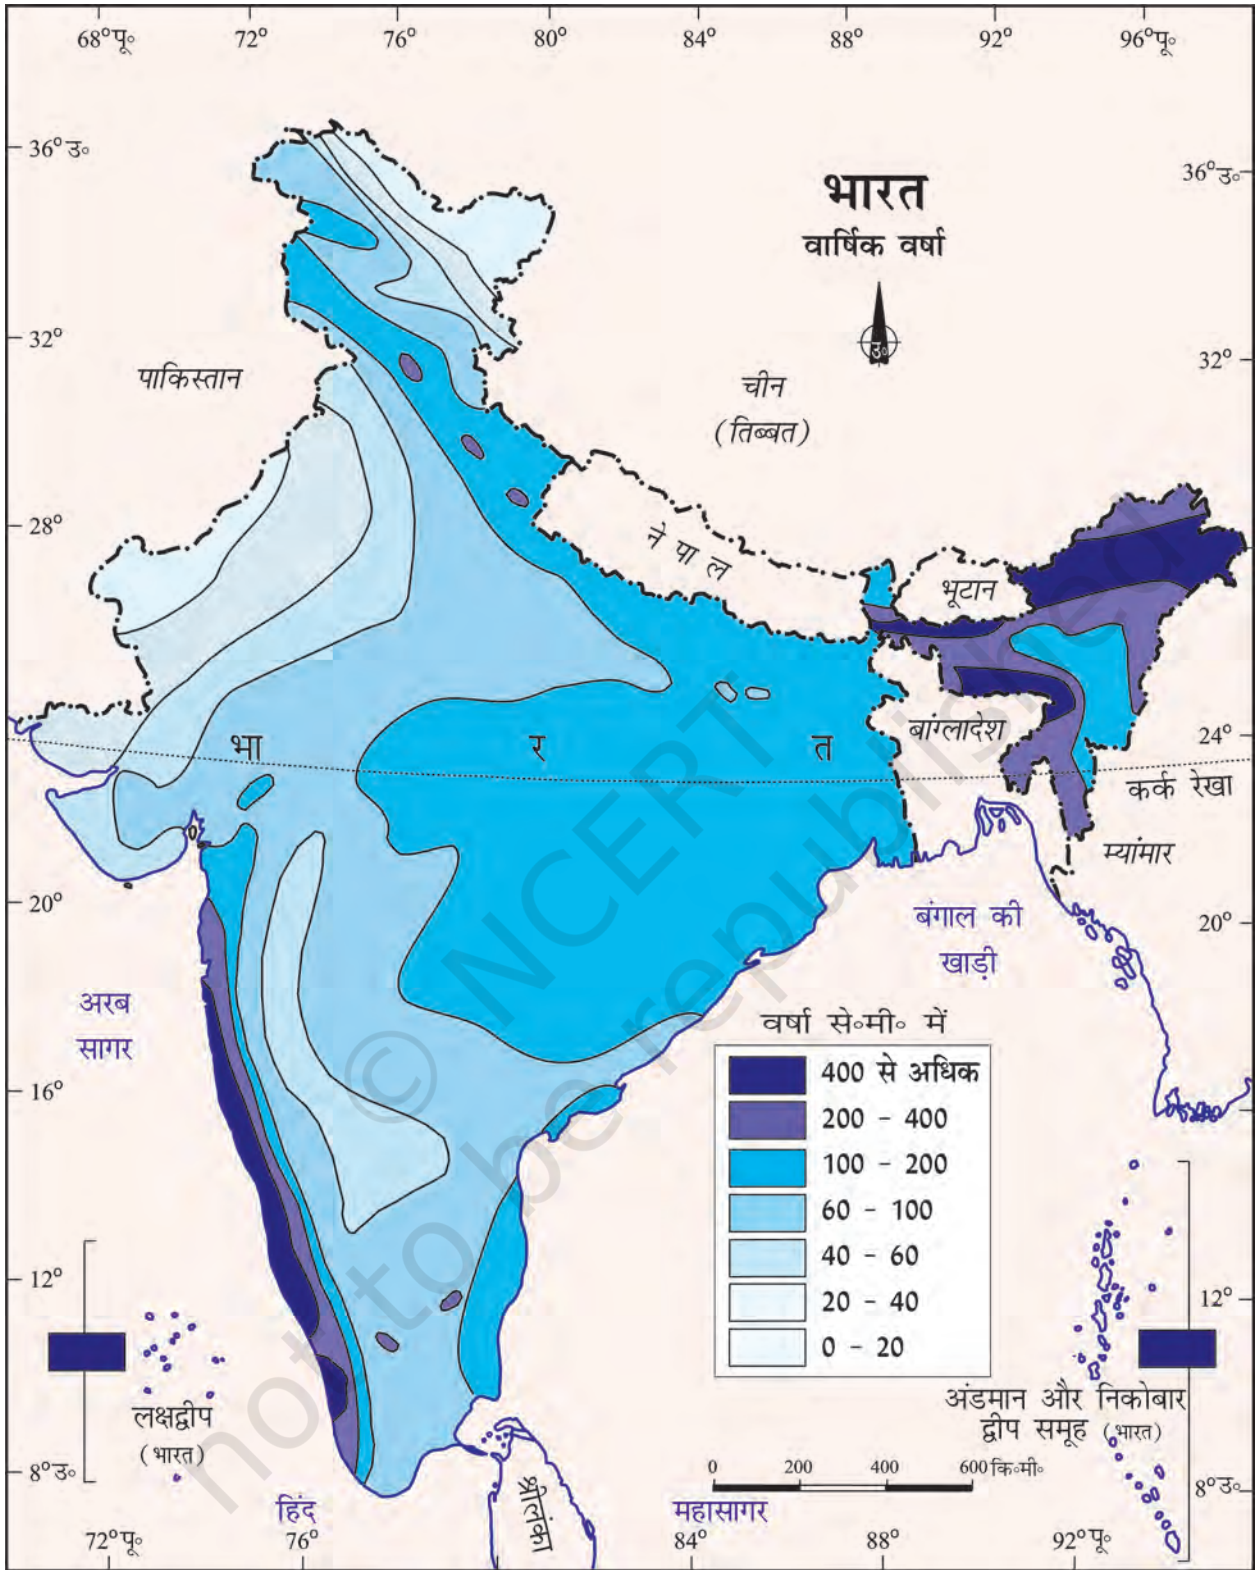 68°पू॰ 72° 76° 80° 84° 88° 92° 96°पू॰
36°उ॰
36°उ॰
भारत
वार्षिक वर्षा
उ॰
32°
32°
पाकिस्तान
चीन
(तिब्बत)
28°
ने पा ल
भूटान
बांग्लादेश
भा र त
24°
कर्क रेखा
म्यांमार
20°
20°
बंगाल की
खाड़ी
अरब
सागर
16°
वर्षा से॰मी॰ में
400 से अधिक
200 - 400
100 - 200
60 - 100
40 - 60
20 - 40
0 - 20
12°
12°
लक्षद्वीप
(भारत)
अंडमान और निकोबार
द्वीप समूह (भारत)
8°उ॰
8°उ॰
0 200 400 600 कि॰मी॰
हिंद
महासागर
श्रीलंका
72°पू॰ 76° 84° 88° 92°पू॰
© NCERT
not to be republished